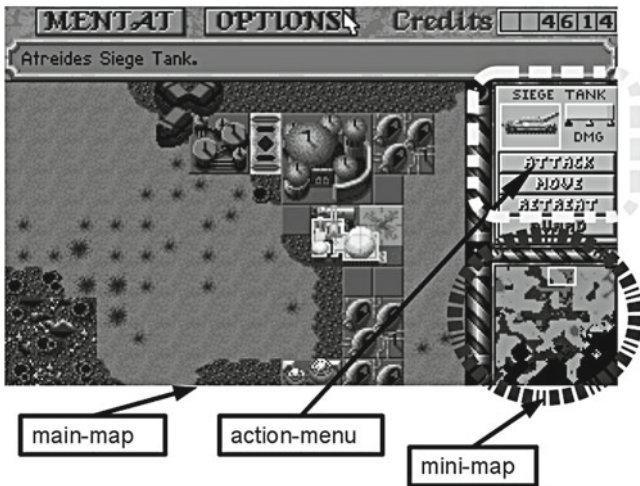 MENTAT OPTIONS Credits 4614
Atreides Siege Tank.
SIEGE TANK
DMG
ATTACK
MOVE
RETREAT
GUARD
main-map
action-menu
mini-map